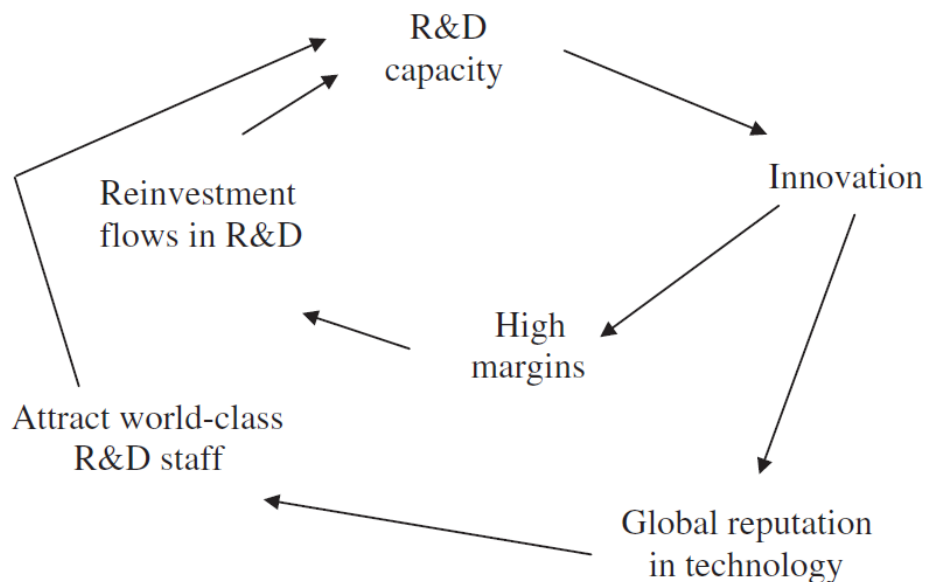 R&D
capacity
Innovation
Reinvestment
flows in R&D
High
margins
Attract world-class
R&D staff
Global reputation
in technology